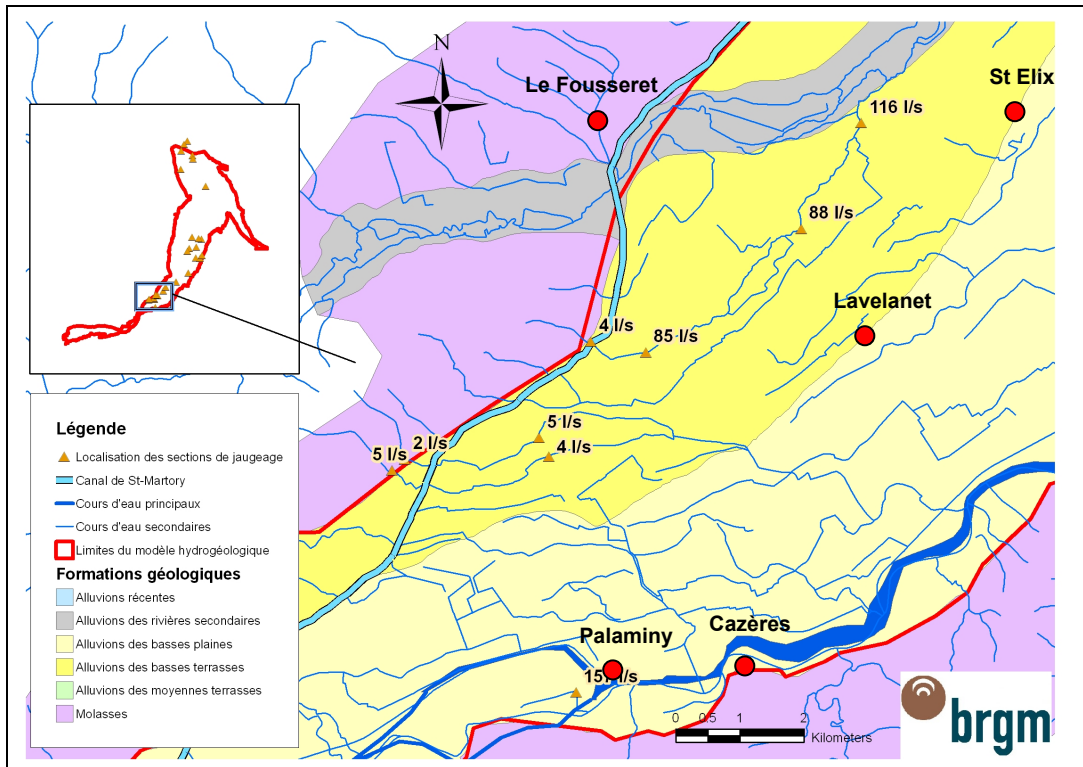 N
Le Fousseret
St Elix
116 l/s
88 l/s
Lavelanet
4 l/s
85 l/s
5 l/s
4 l/s
2 l/s
5 l/s
Légende
Localisation des sections de jaugeage
Canal de St-Martory
Cours d'eau principaux
Cours d'eau secondaires
Limites du modèle hydrogéologique
Formations géologiques
Alluvions récentes
Alluvions des rivières secondaires
Alluvions des basses plaines
Alluvions des basses terrasses
Alluvions des moyennes terrasses
Molasses
Palaminy
Cazères
l/s
0 0.5 1 2
Kilometers
brgm